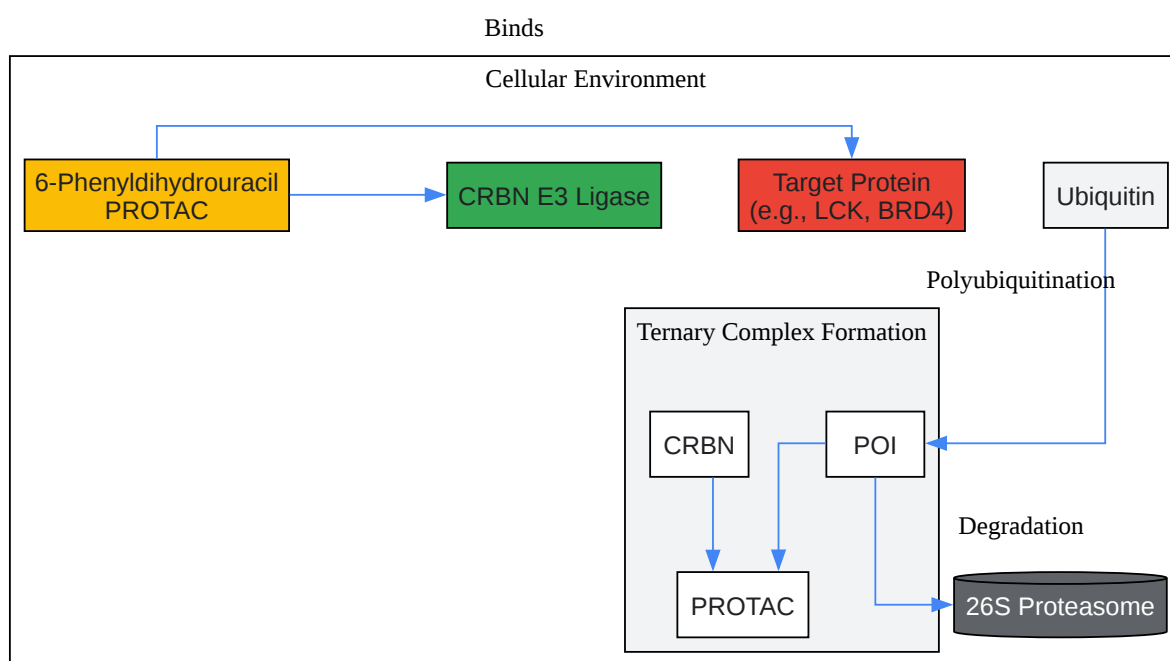 Binds
Cellular Environment
6-Phenyldihydrouracil
PROTAC
CRBN E3 Ligase
Target Protein
(e.g., LCK, BRD4)
Ubiquitin
Polyubiquitination
Ternary Complex Formation
CRBN
POI
Degradation
PROTAC
26S Proteasome